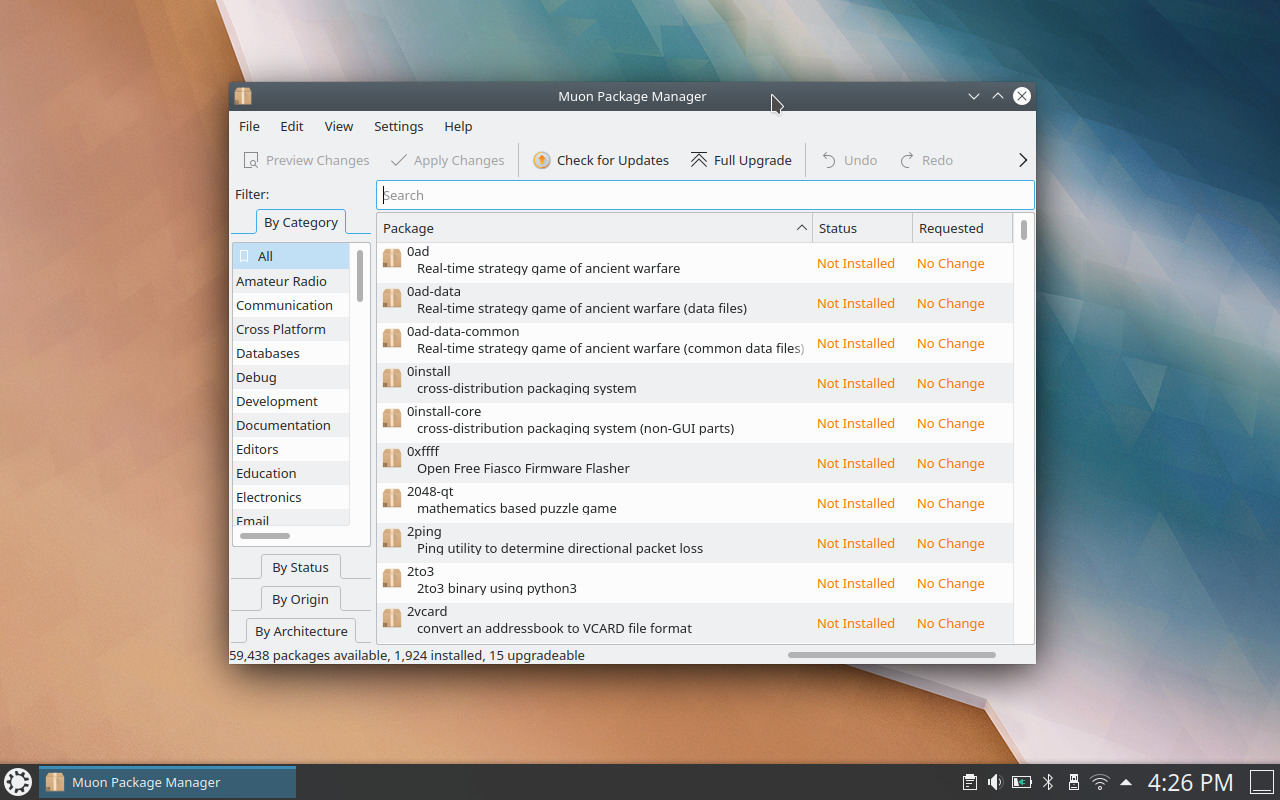 Muon Package Manager
File Edit View Settings Help
Preview Changes Apply Changes Check for Updates Full Upgrade Undo Redo
Filter:
Search
By Category
All
Amateur Radio
Communication
Cross Platform
Databases
Debug
Development
Documentation
Editors
Education
Electronics
Email
By Status
By Origin
By Architecture
Package Status Requested
0ad
Real-time strategy game of ancient warfare
Not Installed No Change
0ad-data
Real-time strategy game of ancient warfare (data files)
Not Installed No Change
0ad-data-common
Real-time strategy game of ancient warfare (common data files)
Not Installed No Change
0install
cross-distribution packaging system
Not Installed No Change
0install-core
cross-distribution packaging system (non-GUI parts)
Not Installed No Change
0xffff
Open Free Fiasco Firmware Flasher
Not Installed No Change
2048-qt
mathematics based puzzle game
Not Installed No Change
2ping
Ping utility to determine directional packet loss
Not Installed No Change
2to3
2to3 binary using python3
Not Installed No Change
2vcard
convert an addressbook to VCARD file format
Not Installed No Change
59,438 packages available, 1,924 installed, 15 upgradeable
Muon Package Manager
4:26 PM